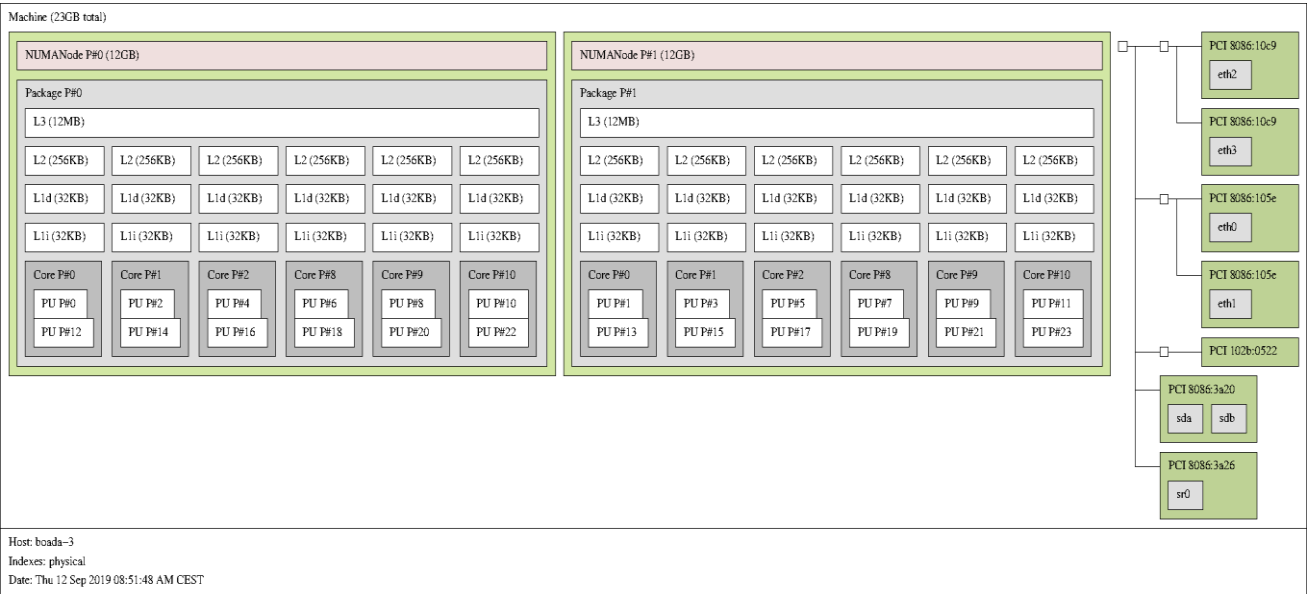 Machine (23GB total)
NUMANode P#0 (12GB)
Package P#0
L3 (12MB)
L2 (256KB) L2 (256KB) L2 (256KB) L2 (256KB) L2 (256KB) L2 (256KB)
L1d (32KB) L1d (32KB) L1d (32KB) L1d (32KB) L1d (32KB) L1d (32KB)
L1i (32KB) L1i (32KB) L1i (32KB) L1i (32KB) L1i (32KB) L1i (32KB)
Core P#0 Core P#1 Core P#2 Core P#8 Core P#9 Core P#10
PU P#0 PU P#2 PU P#4 PU P#6 PU P#8 PU P#10
PU P#12 PU P#14 PU P#16 PU P#18 PU P#20 PU P#22
NUMANode P#1 (12GB)
Package P#1
L3 (12MB)
L2 (256KB) L2 (256KB) L2 (256KB) L2 (256KB) L2 (256KB) L2 (256KB)
L1d (32KB) L1d (32KB) L1d (32KB) L1d (32KB) L1d (32KB) L1d (32KB)
L1i (32KB) L1i (32KB) L1i (32KB) L1i (32KB) L1i (32KB) L1i (32KB)
Core P#0 Core P#1 Core P#2 Core P#8 Core P#9 Core P#10
PU P#1 PU P#3 PU P#5 PU P#7 PU P#9 PU P#11
PU P#13 PU P#15 PU P#17 PU P#19 PU P#21 PU P#23
PCI 8086:10c9
eth2
PCI 8086:10c9
eth3
PCI 8086:105e
eth0
PCI 8086:105e
eth1
PCI 102b:0522
PCI 8086:3a20
sda sdb
PCI 8086:3a26
sr0
Host: boada-3
Indexes: physical
Date: Thu 12 Sep 2019 08:51:48 AM CEST